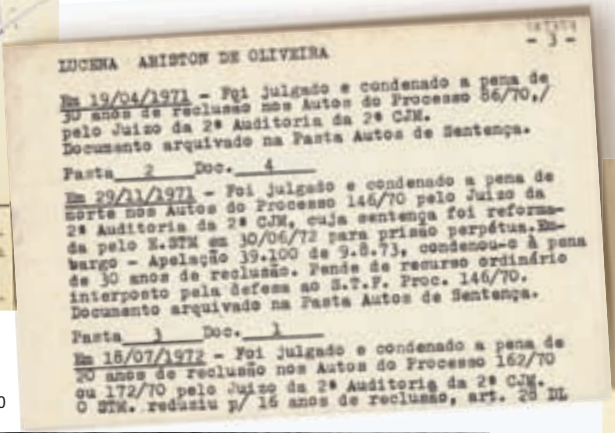 - 3 -
LUCENA ARISTON DE OLIVEIRA
Em 19/04/1971 - Foi julgado e condenado a pena de
30 anos de reclusão nos Autos do Processo 86/70,/
pelo Juizo da 2ª Auditoria da 2ª CJM.
Documento arquivado na Pasta Autos de Sentença.
Pasta 2 Doc. 4
Em 29/11/1971 - Foi julgado e condenado a pena de
morte nos Autos do Processo 146/70 pelo Juizo da
2ª Auditoria da 2ª CJM, cuja sentença foi reforma-
da pelo E.STM em 30/06/72 para prisão perpétua.Em-
bargo - Apelação 39.100 de 9.8.73, condenou-o à pena
de 30 anos de reclusão. Pende de recurso ordinário
interposto pela defesa ao S.T.F. Proc. 146/70.
Documento arquivado na Pasta Autos de Sentença.
Pasta 3 Doc. 1
Em 18/07/1972 - Foi julgado e condenado a pena de
20 anos de reclusão nos Autos do Processo 162/70
ou 172/70 pelo Juizo da 2ª Auditoria da 2ª CJM.
O STM. reduziu p/ 16 anos de reclusão, art. 28 DL